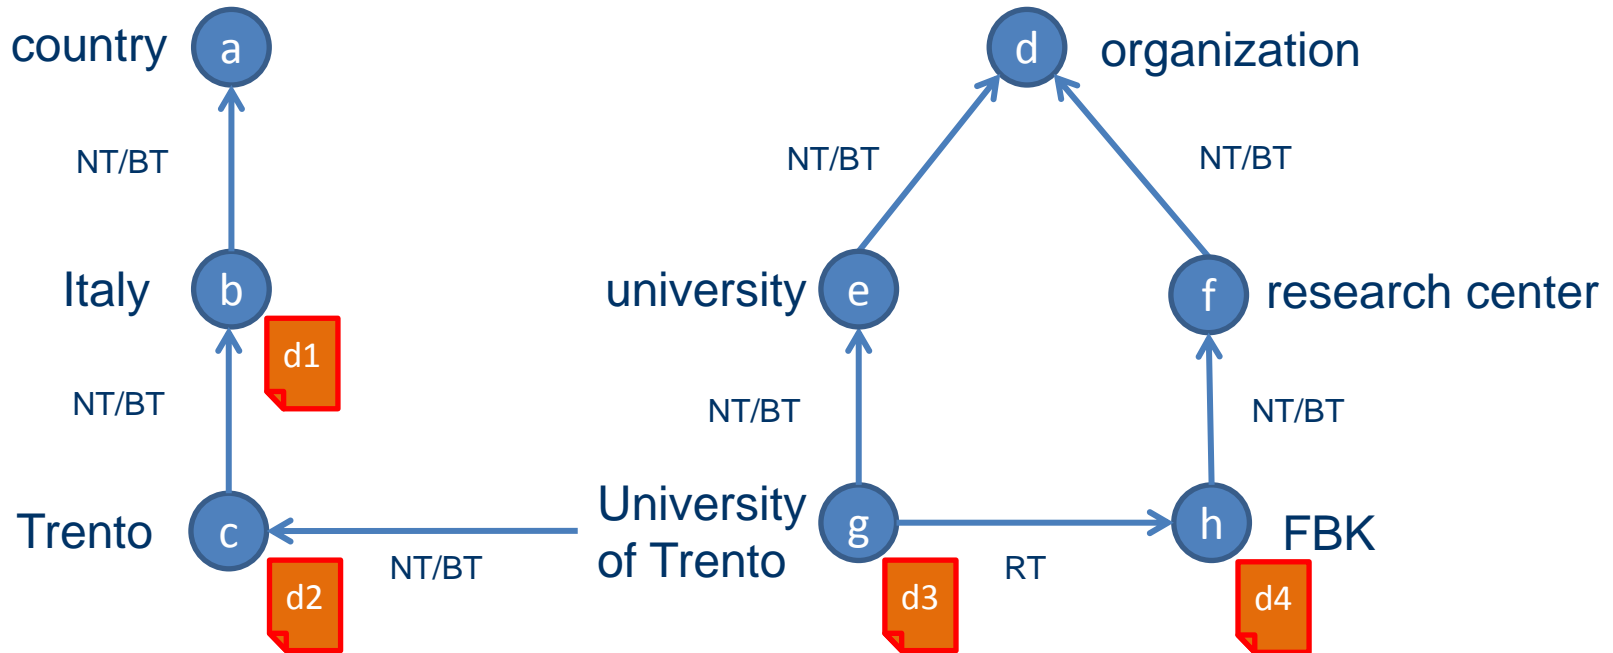 country
a
d
organization
NT/BT
NT/BT
NT/BT
Italy
b
university
e
f
research center
d1
NT/BT
NT/BT
NT/BT
Trento
c
University
of Trento
g
h
FBK
NT/BT
RT
d2
d3
d4